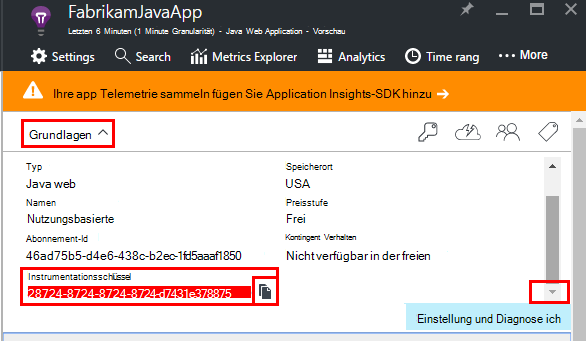 FabrikamJavaApp
Letzten 6 Minuten (1 Minute Granularität) - Java Web Application - Vorschau
Settings Search Metrics Explorer Analytics Time rang ... More
Ihre app Telemetrie sammeln fügen Sie Application Insights-SDK hinzu →
Grundlagen
Typ Speicherort
Java web USA
Namen Preisstufe
Nutzungsbasierte Frei
Abonnement-Id Kontingent Verhalten
46ad75b5-d4e6-438c-b2ec-1fd5aaaf1850 Nicht verfügbar in der freien
Instrumentationsschlüssel
28724-8724-8724-8724-d7431e378875
Einstellung und Diagnose ich